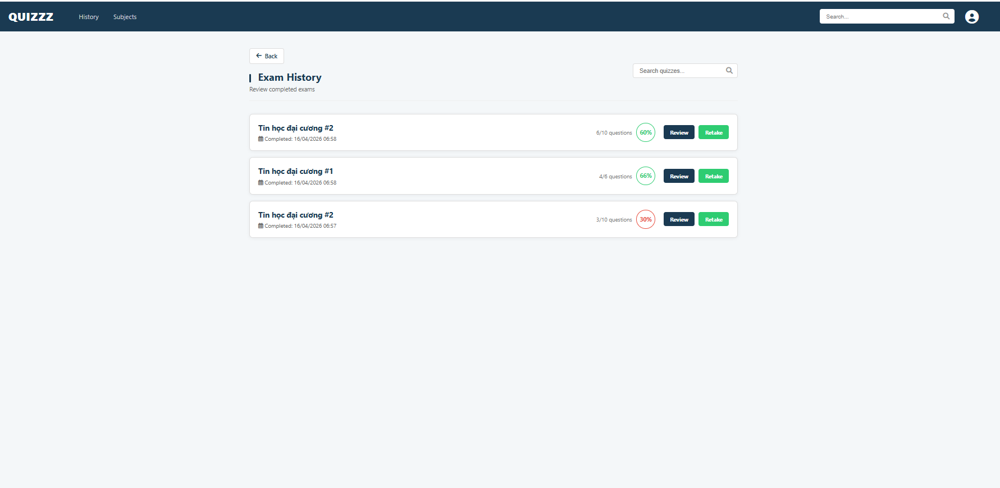 QUIZZZ
History
Subjects
Search...
Back
Exam History
Search quizzes...
Review completed exams
Tin học đại cương #2
Completed: 16/04/2026 06:58
6/10 questions
60%
Review
Retake
Tin học đại cương #1
Completed: 16/04/2026 06:58
4/6 questions
66%
Review
Retake
Tin học đại cương #2
Completed: 16/04/2026 06:57
3/10 questions
30%
Review
Retake